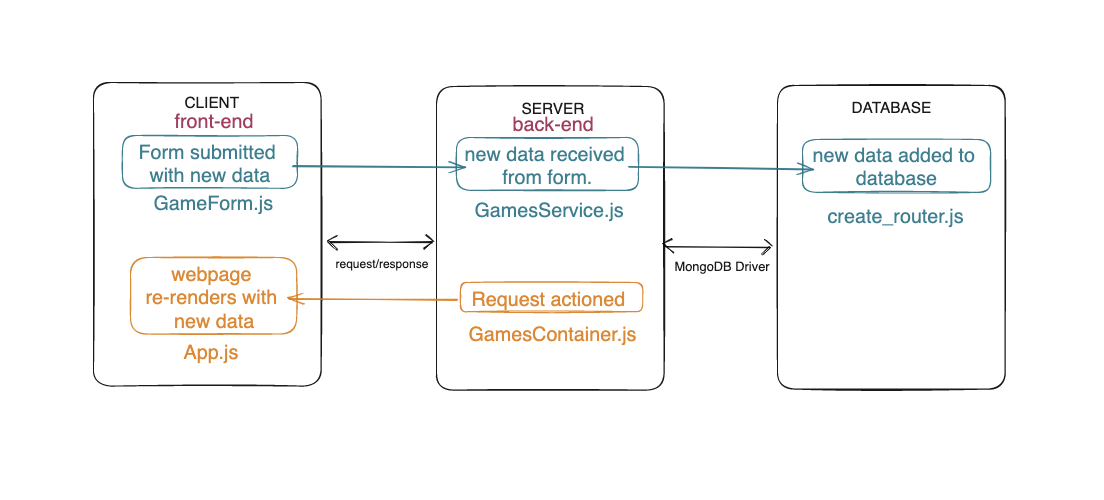 CLIENT
front-end
Form submitted
with new data
GameForm.js
webpage
re-renders with
new data
App.js
request/response
SERVER
back-end
new data received
from form.
GamesService.js
Request actioned
GamesContainer.js
MongoDB Driver
DATABASE
new data added to
database
create_router.js